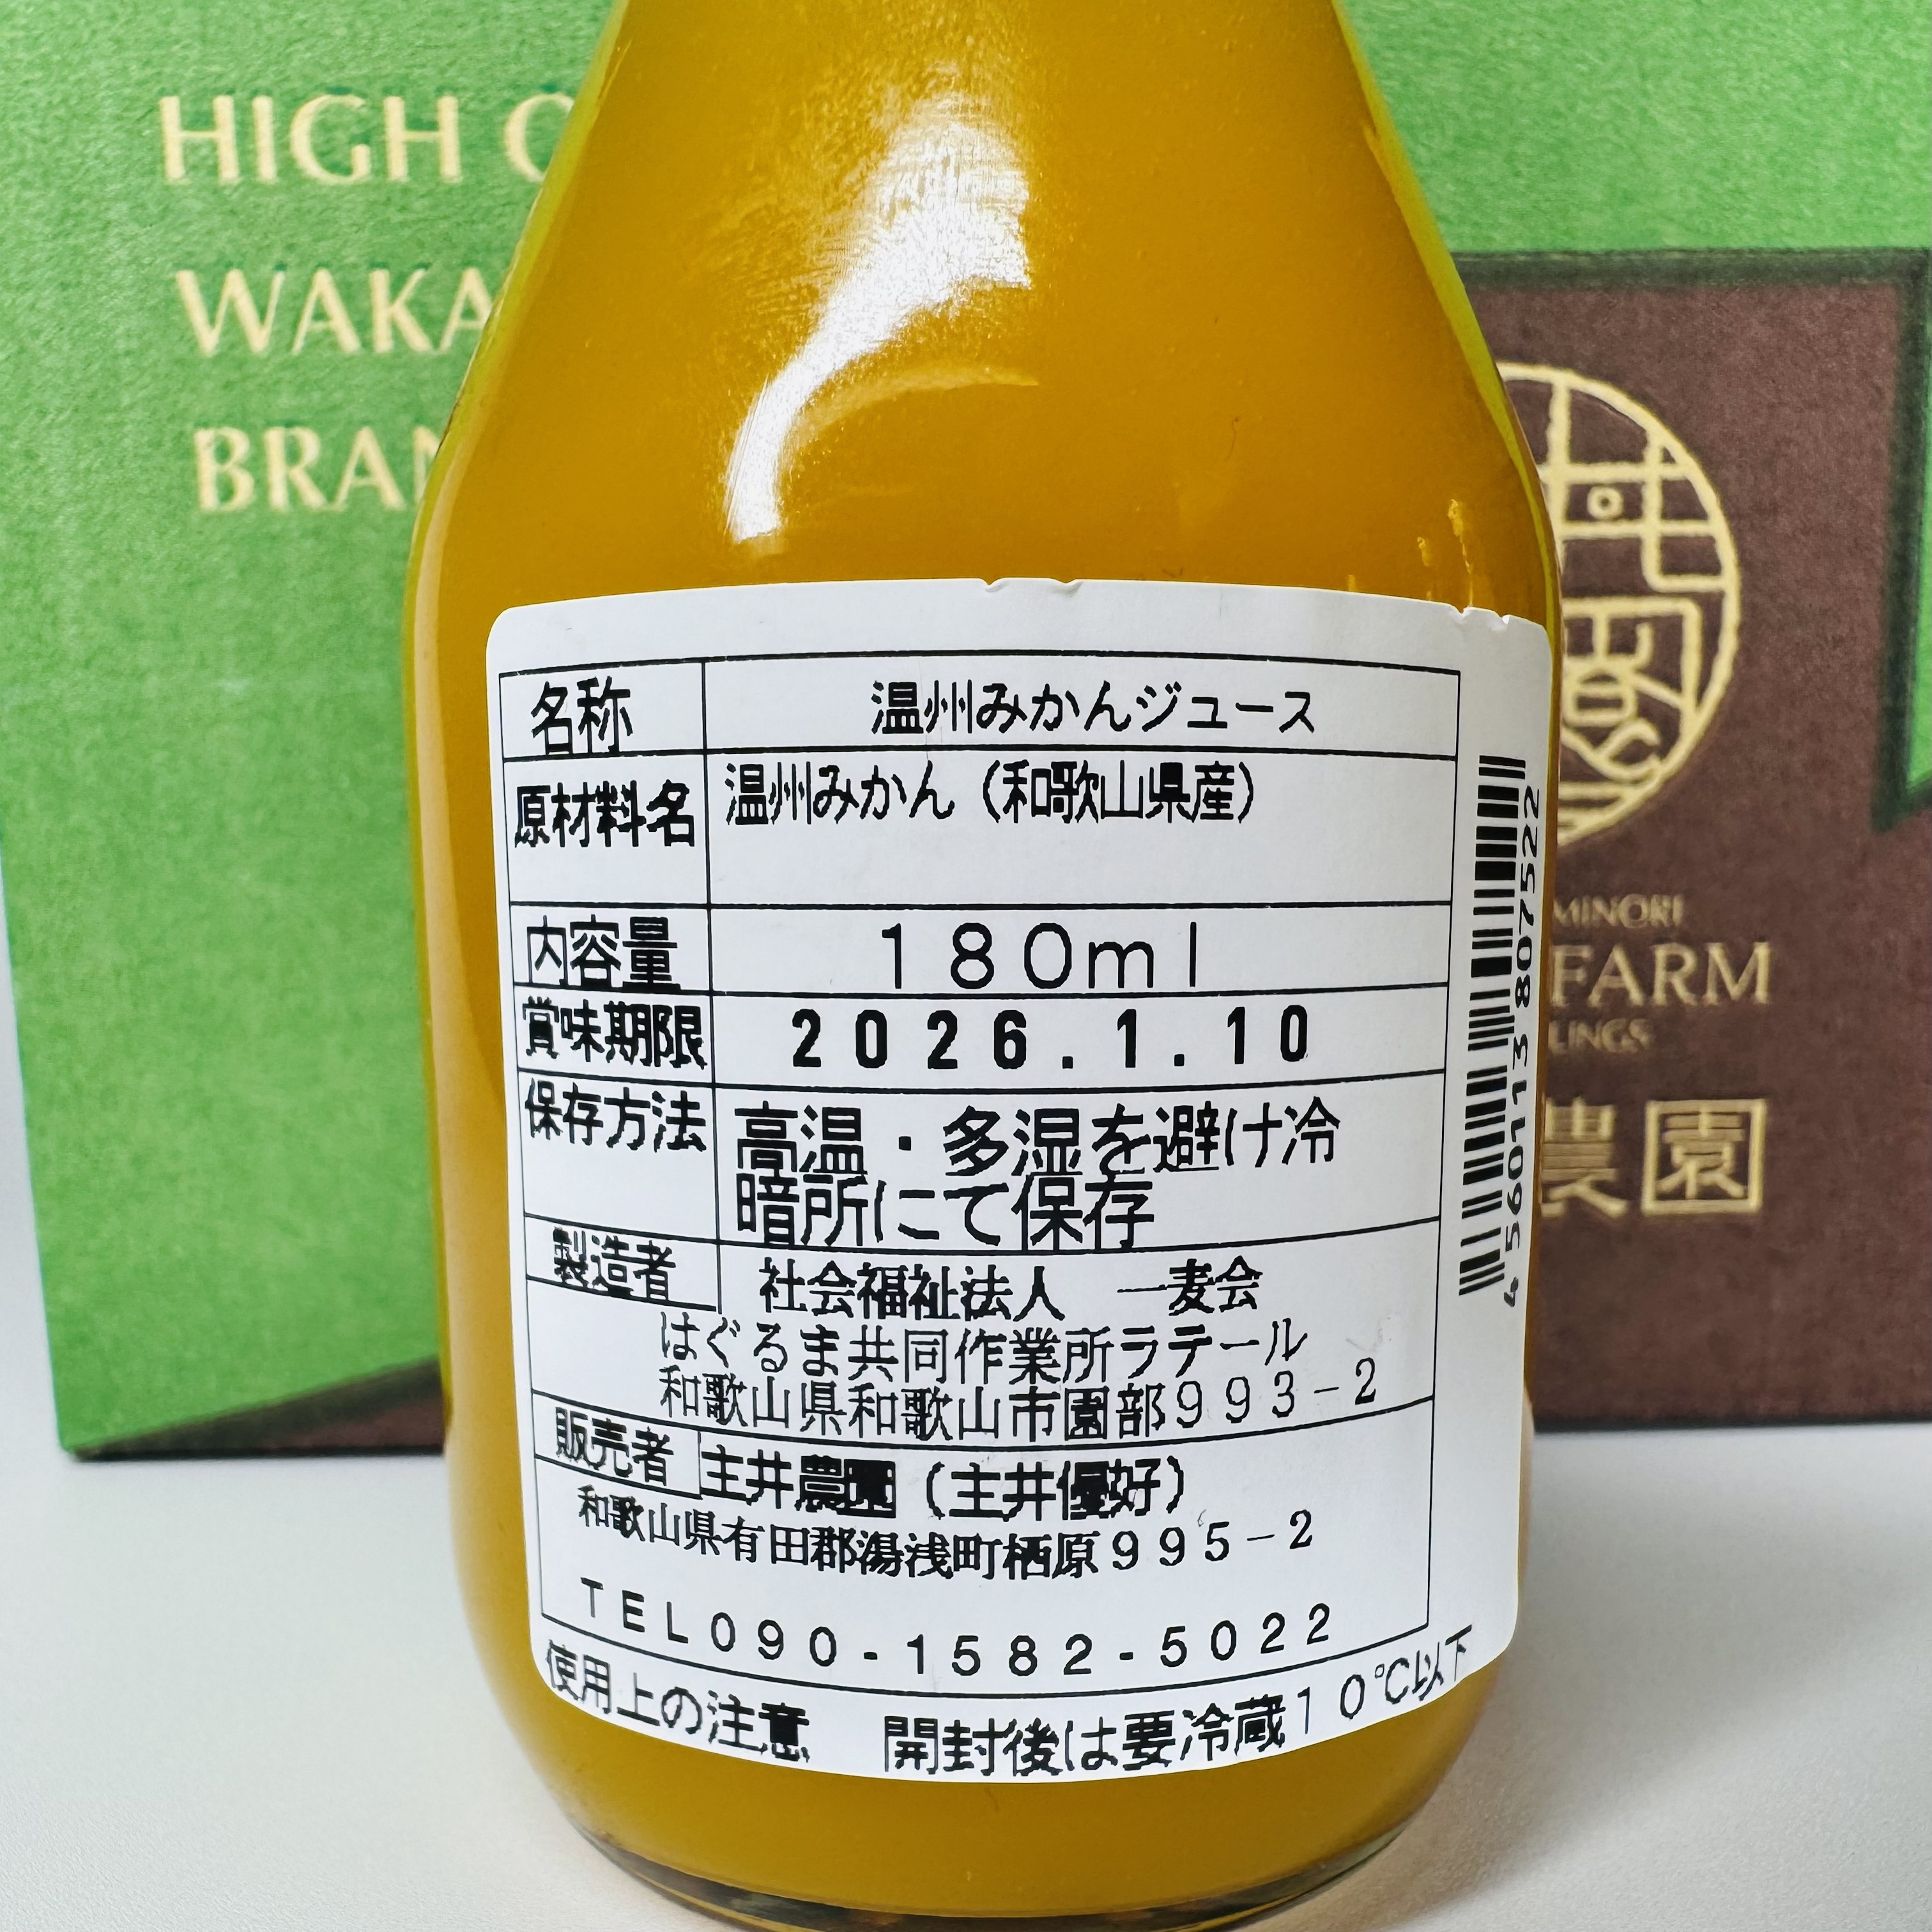 HIGH
WAKA
BRAN
名称 温州みかんジュース
原材料名 温州みかん（和歌山県産）
内容量 180ml
賞味期限 2026.1.10
保存方法 高温・多湿を避け冷
暗所にて保存
製造者 社会福祉法人 一麦会
はぐるま共同作業所ラテール
和歌山県和歌山市園部993-2
販売者 主井農園（主井優好）
和歌山県有田郡湯浅町栖原995-2
TEL090-1582-5022
使用上の注意 開封後は要冷蔵10℃以下
4 560113 807522
MINORI
FARM
LINGS
農園